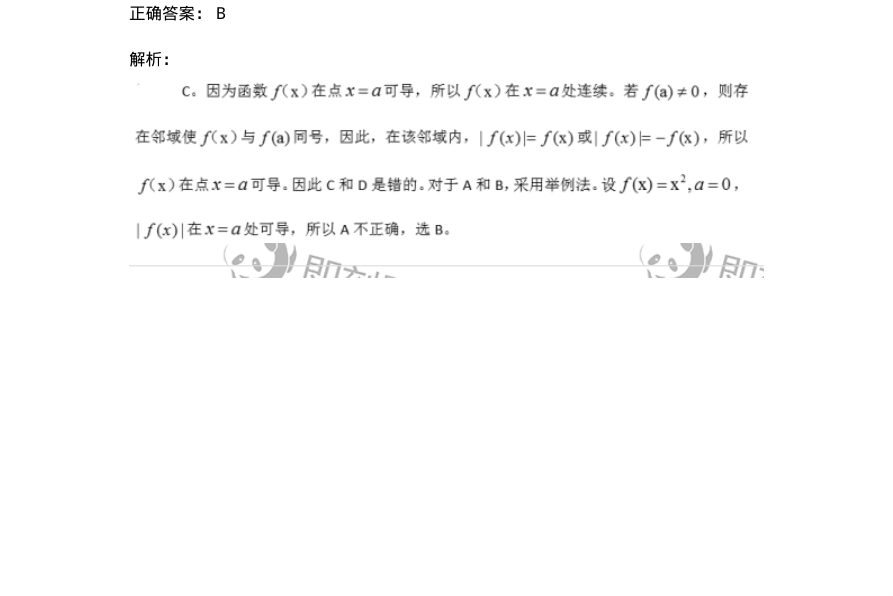 正确答案： B
解析：
C。因为函数 f(x)在点 x=a 可导，所以 f(x)在 x=a 处连续。若 f(a)≠0，则存
在邻域使 f(x)与 f(a)同号，因此，在该邻域内，|f(x)|=f(x)或|f(x)|=-f(x)，所以
f(x)在点 x=a 可导。因此 C 和 D 是错的。对于 A 和 B，采用举例法。设 f(x)=x²,a=0，
|f(x)|在 x=a 处可导，所以 A 不正确，选 B。